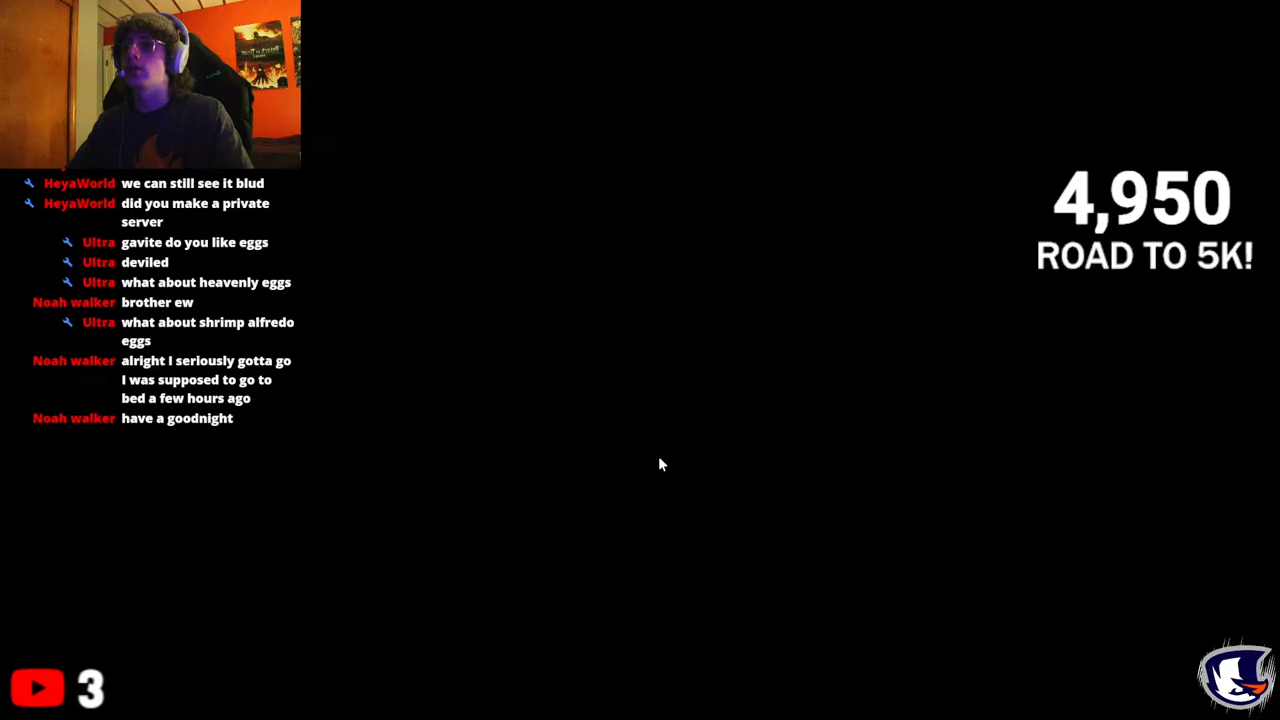 HeyaWorld we can still see it blud
HeyaWorld did you make a private
server
Ultra gavite do you like eggs
Ultra deviled
Ultra what about heavenly eggs
Noah walker brother ew
Ultra what about shrimp alfredo
eggs
Noah walker alright I seriously gotta go
I was supposed to go to
bed a few hours ago
Noah walker have a goodnight
4,950
ROAD TO 5K!
3